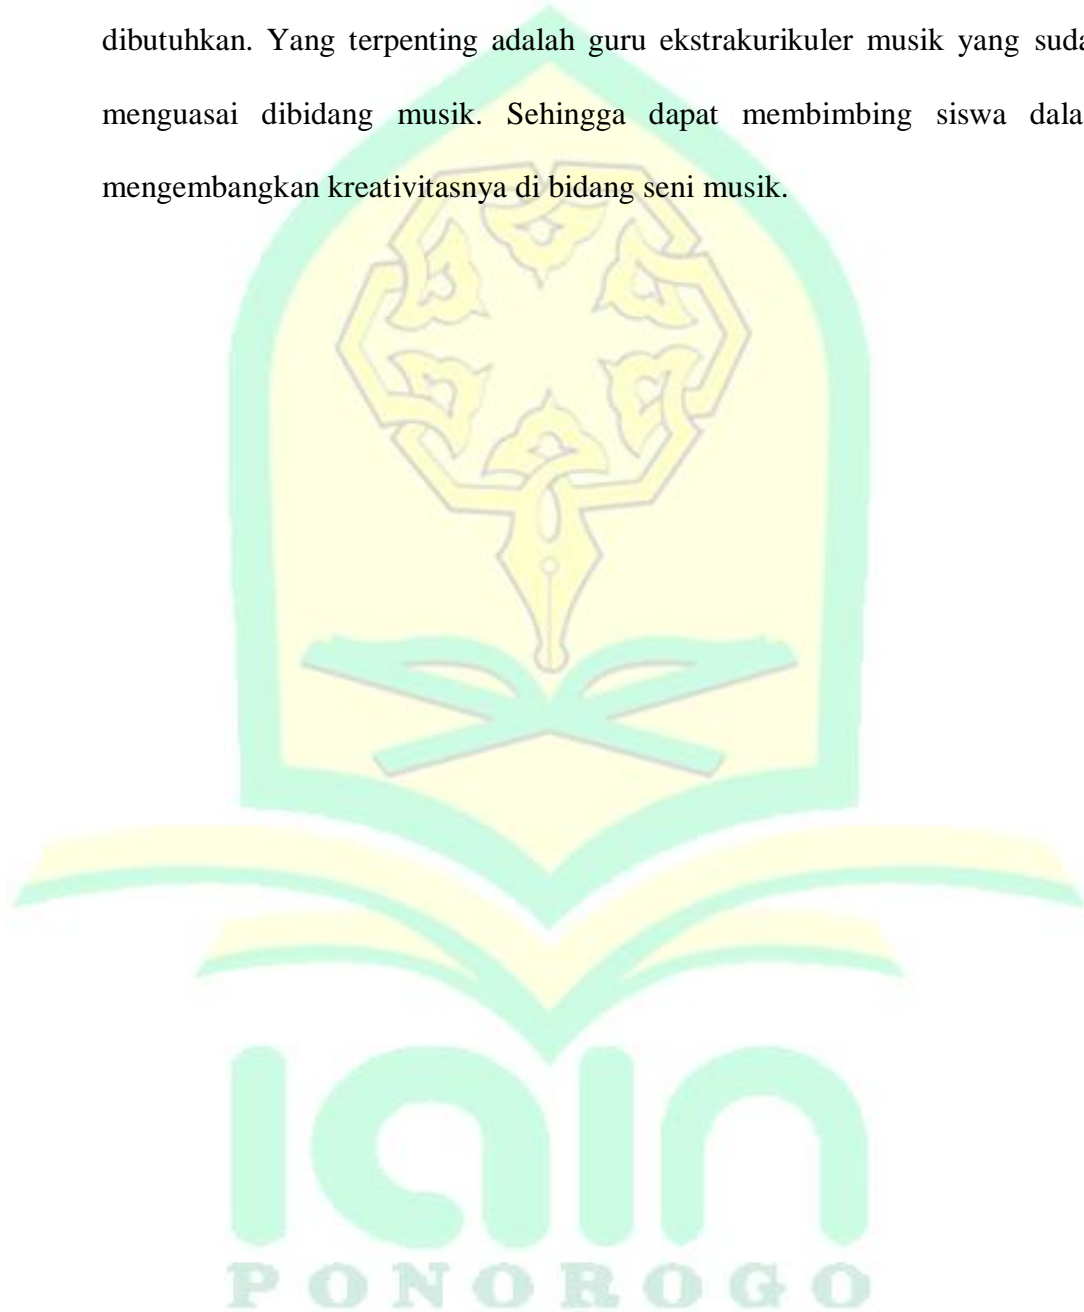 dibutuhkan. Yang terpenting adalah guru ekstrakurikuler musik yang suda
menguasai dibidang musik. Sehingga dapat membimbing siswa dala
mengembangkan kreativitasnya di bidang seni musik.
iain
PONOROGO